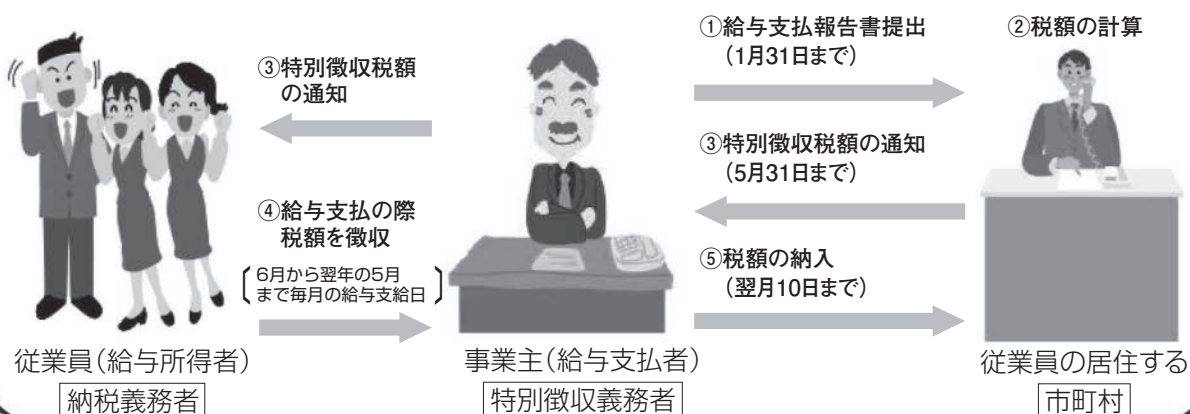 ①給与支払報告書提出
(1月31日まで)
②税額の計算
③特別徴収税額
の通知
③特別徴収税額の通知
(5月31日まで)
④給与支払の際
税額を徴収
6月から翌年の5月
まで毎月の給与支給日
⑤税額の納入
(翌月10日まで)
従業員(給与所得者)
納税義務者
事業主(給与支払者)
特別徴収義務者
従業員の居住する
市町村